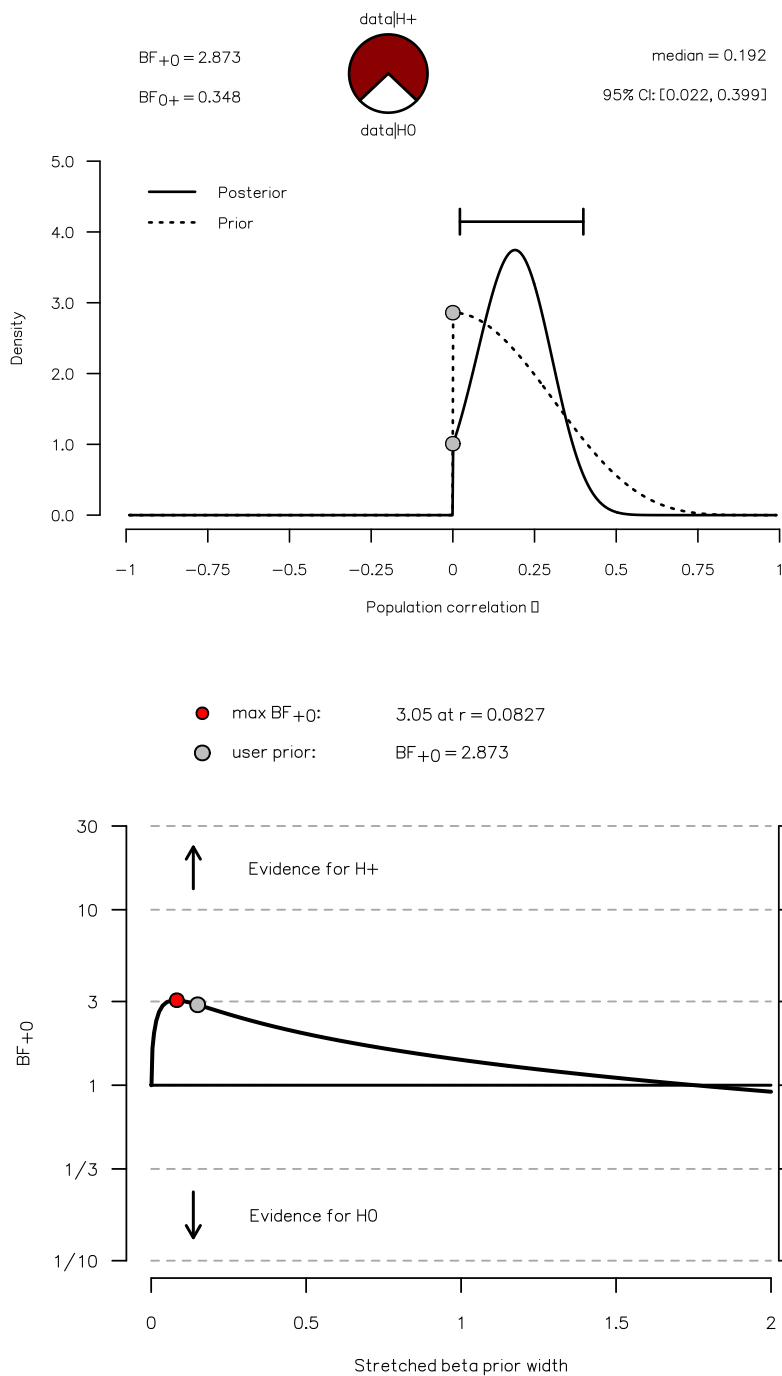 data|H+
BF+0 = 2.873
median = 0.192
BF0+ = 0.348
95% CI: [0.022, 0.399]
data|H0
5.0
4.0
3.0
2.0
1.0
0.0
Density
Posterior
Prior
−1 −0.75 −0.5 −0.25 0 0.25 0.5 0.75 1
Population correlation
max BF+0: 3.05 at r = 0.0827
user prior: BF+0 = 2.873
30
10
3
1
1/3
1/10
BF+0
Evidence for H+
Evidence for H0
0 0.5 1 1.5 2
Stretched beta prior width